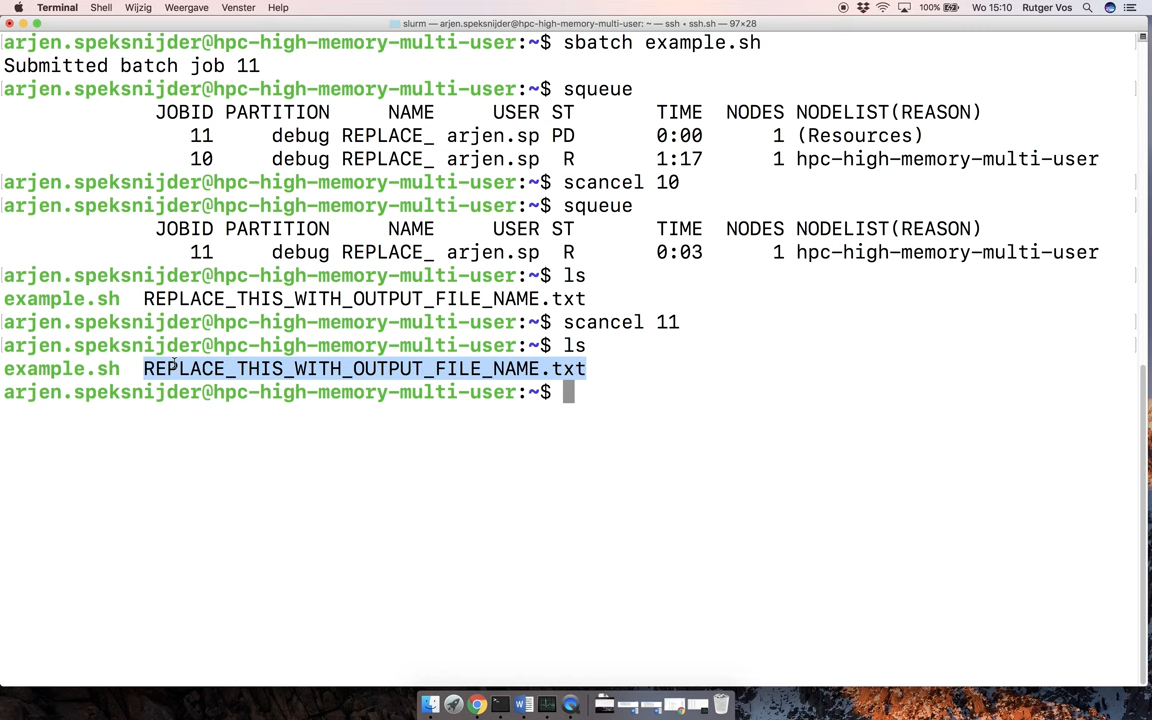 Terminal Shell Wijzig Weergave Venster Help 100% Wo 15:10 Rutger Vos
slurm — arjen.speksnijder@hpc-high-memory-multi-user: ~ — ssh • ssh.sh — 97×28
arjen.speksnijder@hpc-high-memory-multi-user:~$ sbatch example.sh
Submitted batch job 11
arjen.speksnijder@hpc-high-memory-multi-user:~$ squeue
JOBID PARTITION NAME USER ST TIME NODES NODELIST(REASON)
11 debug REPLACE_ arjen.sp PD 0:00 1 (Resources)
10 debug REPLACE_ arjen.sp R 1:17 1 hpc-high-memory-multi-user
arjen.speksnijder@hpc-high-memory-multi-user:~$ scancel 10
arjen.speksnijder@hpc-high-memory-multi-user:~$ squeue
JOBID PARTITION NAME USER ST TIME NODES NODELIST(REASON)
11 debug REPLACE_ arjen.sp R 0:03 1 hpc-high-memory-multi-user
arjen.speksnijder@hpc-high-memory-multi-user:~$ ls
example.sh REPLACE_THIS_WITH_OUTPUT_FILE_NAME.txt
arjen.speksnijder@hpc-high-memory-multi-user:~$ scancel 11
arjen.speksnijder@hpc-high-memory-multi-user:~$ ls
example.sh REPLACE_THIS_WITH_OUTPUT_FILE_NAME.txt
arjen.speksnijder@hpc-high-memory-multi-user:~$